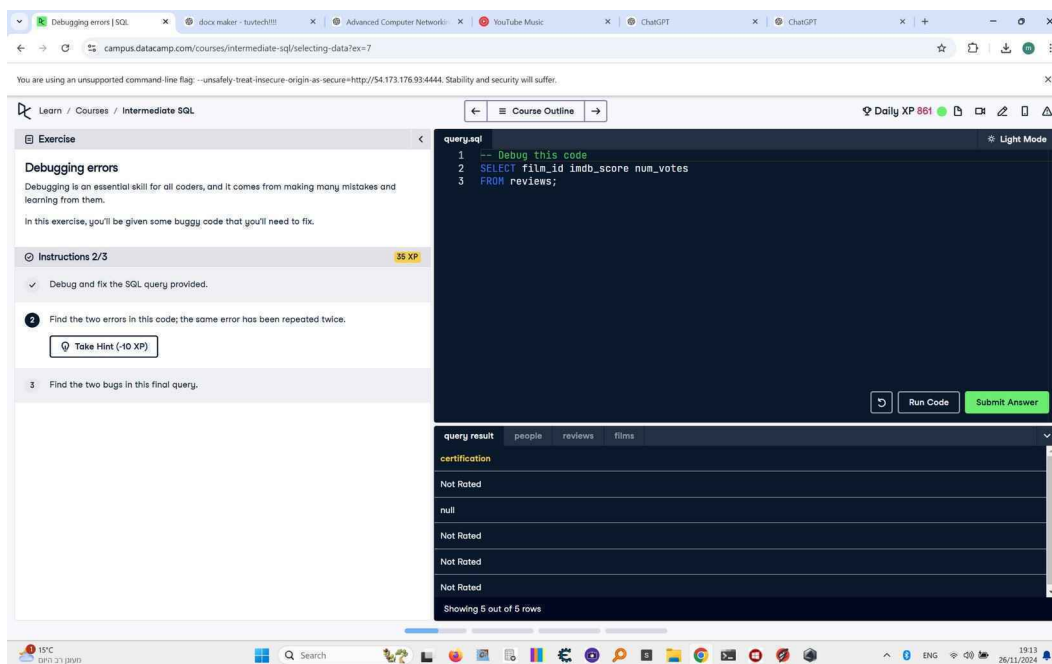 Debugging errors | SQL
docx maker - tuvtech!!!!
Advanced Computer Networkin
YouTube Music
ChatGPT
ChatGPT
campus.datacamp.com/courses/intermediate-sql/selecting-data?ex=7
You are using an unsupported command-line flag: --unsafely-treat-insecure-origin-as-secure=http://54.173.176.93:4444. Stability and security will suffer.
Learn / Courses / Intermediate SQL
Course Outline
Daily XP 861
Exercise
query.sql
Light Mode
Debugging errors
Debugging is an essential skill for all coders, and it comes from making many mistakes and
learning from them.
In this exercise, you'll be given some buggy code that you'll need to fix.
1 -- Debug this code
2 SELECT film_id imdb_score num_votes
3 FROM reviews;
Instructions 2/3
35 XP
Debug and fix the SQL query provided.
2 Find the two errors in this code; the same error has been repeated twice.
Take Hint (-10 XP)
3 Find the two bugs in this final query.
Run Code
Submit Answer
query result people reviews films
certification
Not Rated
null
Not Rated
Not Rated
Not Rated
Showing 5 out of 5 rows
15°C
מעונן רב היום
Search
ENG
19:13
26/11/2024